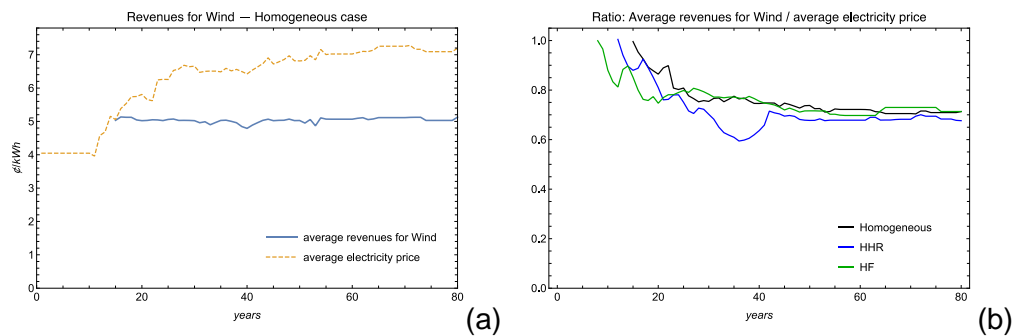 Revenues for Wind — Homogeneous case
7
6
5
4
3
2
1
0
¢/kWh
0 20 40 60 80
years
average revenues for Wind
average electricity price
(a)
Ratio: Average revenues for Wind / average electricity price
1.0
0.8
0.6
0.4
0.2
0.0
0 20 40 60 80
years
Homogeneous
HHR
HF
(b)